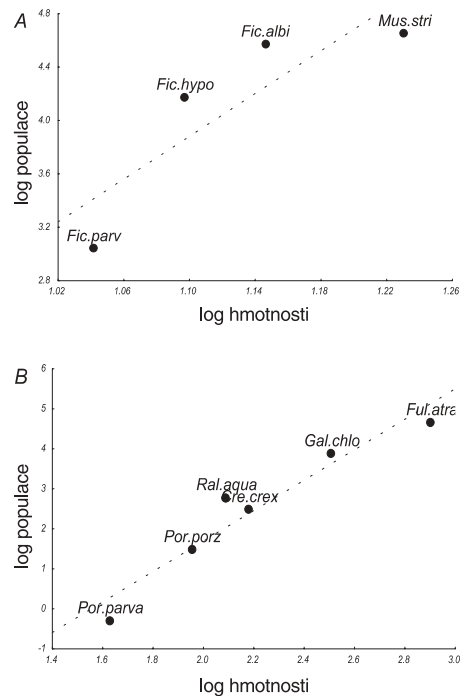 A
4.8
4.4
4.0
3.6
3.2
2.8
log populace
Fic.albi
Mus.stri
Fic.hypo
Fic.parv
1.02
1.06
1.10
1.14
1.18
1.22
1.26
log hmotnosti
B
6
5
4
3
2
1
0
-1
log populace
Ful.atra
Gal.chlo
Ral.aqua
Cre.crex
Por.porz
Por.parva
1.4
1.6
1.8
2.0
2.2
2.4
2.6
2.8
3.0
log hmotnosti